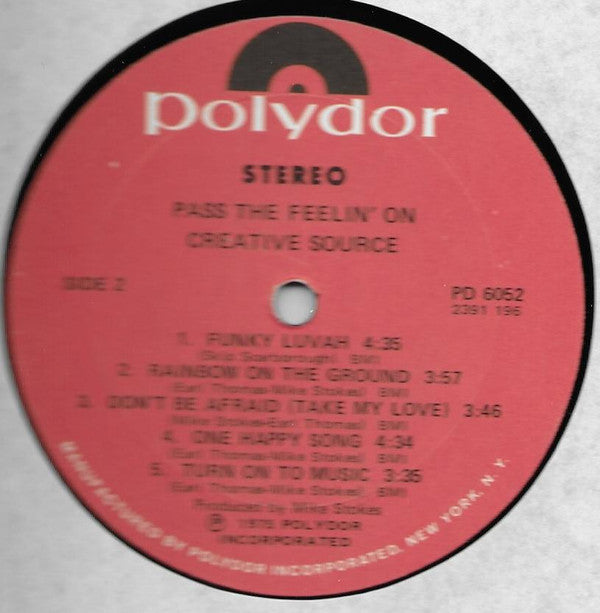 polydor
STEREO
PASS THE FEELIN' ON
CREATIVE SOURCE
SIDE 2
PD 6052
2391 196
1. FUNKY LUVAH 4:35
(Skip Scarborough) BMI
2. RAINBOW ON THE GROUND 3:57
(Earl Thomas-Mike Stokes) BMI
3. DON'T BE AFRAID (TAKE MY LOVE) 3:46
(Mike Stokes-Earl Thomas) BMI
4. ONE HAPPY SONG 4:34
(Earl Thomas-Mike Stokes) BMI
5. TURN ON TO MUSIC 3:35
(Earl Thomas-Mike Stokes) BMI
Produced by Mike Stokes
℗ 1975 POLYDOR
INCORPORATED
MANUFACTURED BY POLYDOR INCORPORATED, NEW YORK, N. Y.